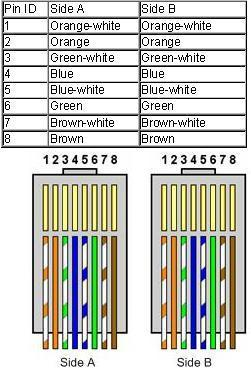 Pin ID Side A Side B
1 Orange-white Orange-white
2 Orange Orange
3 Green-white Green-white
4 Blue Blue
5 Blue-white Blue-white
6 Green Green
7 Brown-white Brown-white
8 Brown Brown
12345678 12345678
Side A Side B